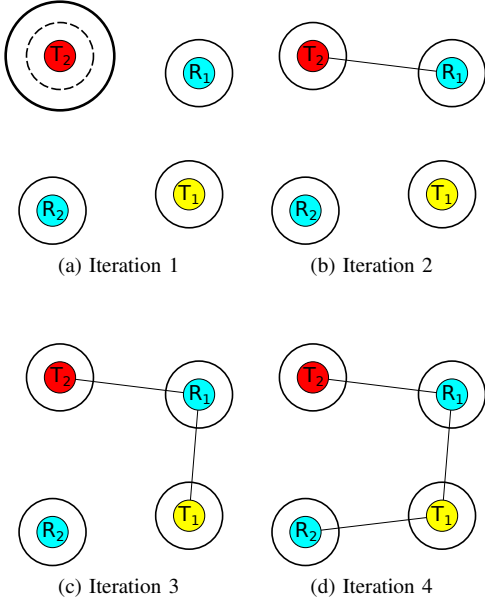 T₂ R₁ T₂ R₁
R₂ T₁ R₂ T₁
(a) Iteration 1 (b) Iteration 2
T₂ R₁ T₂ R₁
R₂ T₁ R₂ T₁
(c) Iteration 3 (d) Iteration 4